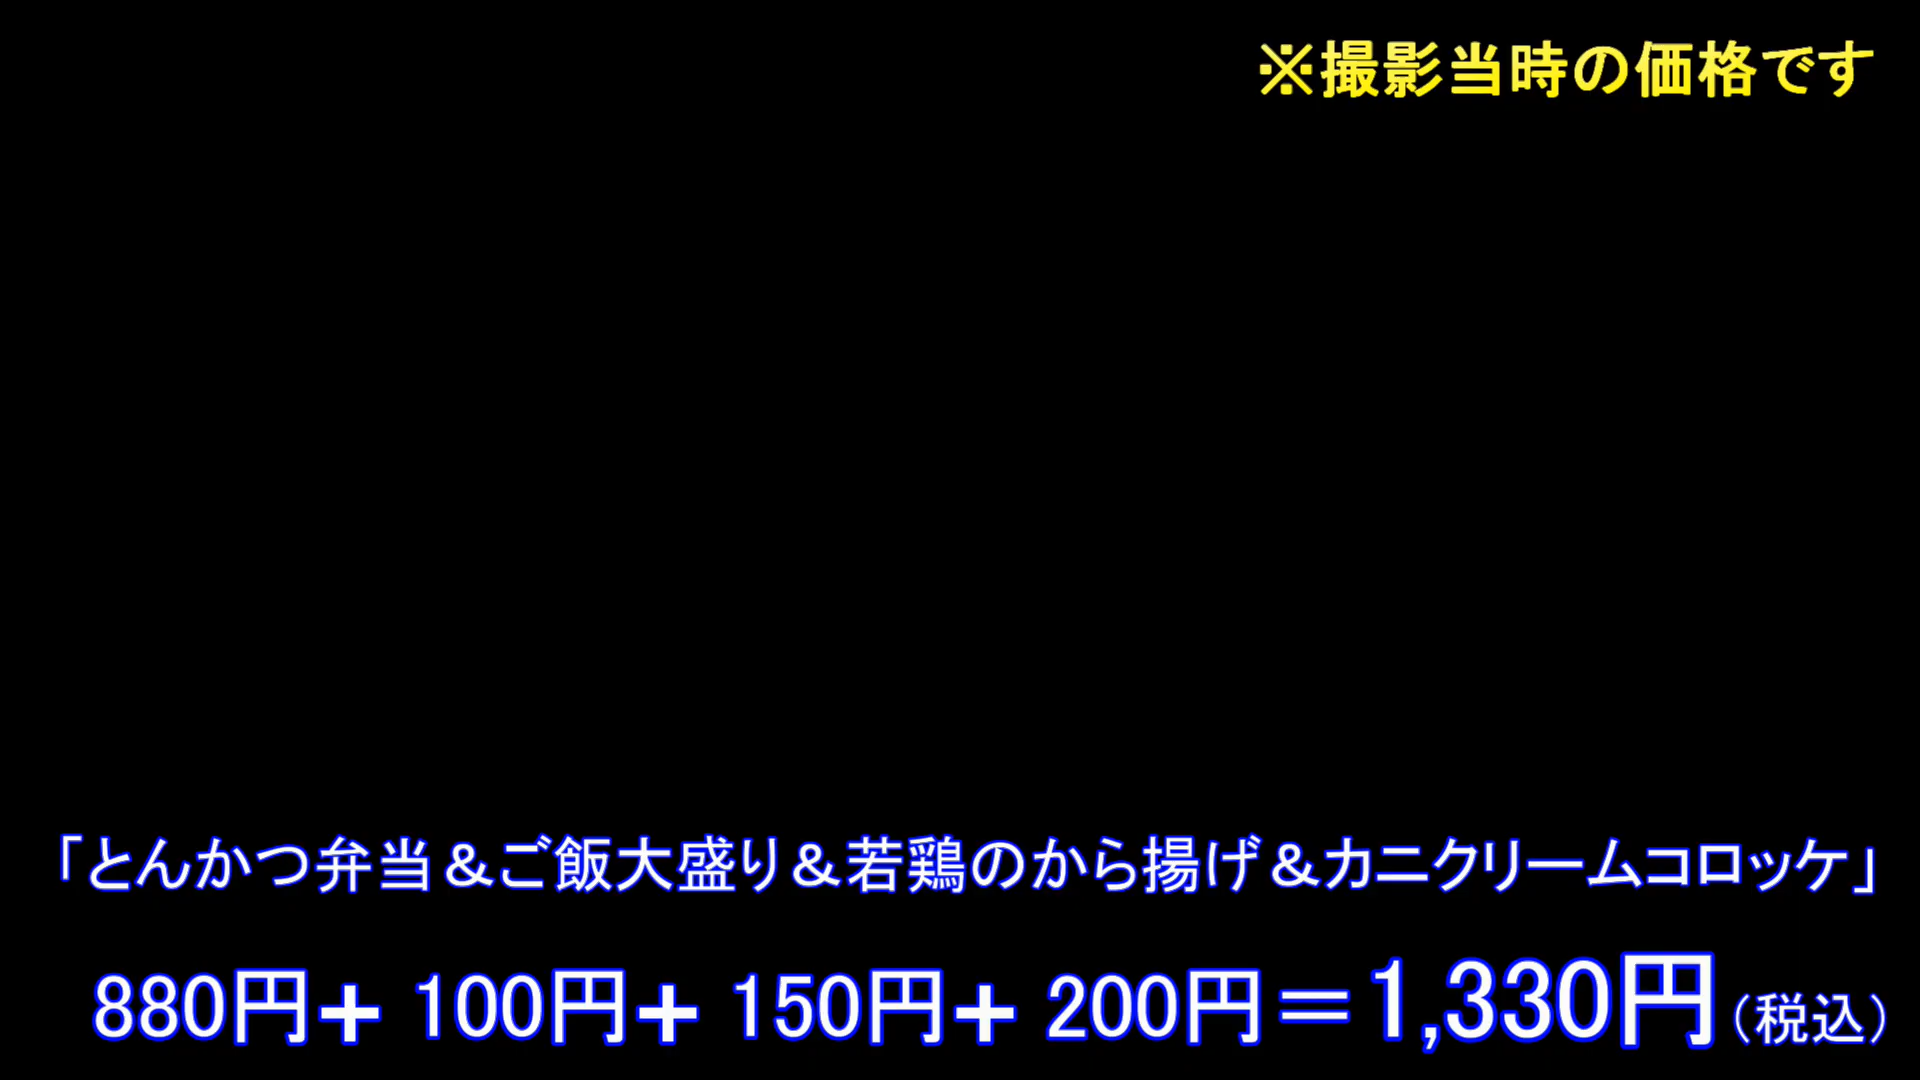 ※撮影当時の価格です
「とんかつ弁当＆ご飯大盛り＆若鶏のから揚げ＆カニクリームコロッケ」
880円＋ 100円＋ 150円＋ 200円＝1,330円（税込）